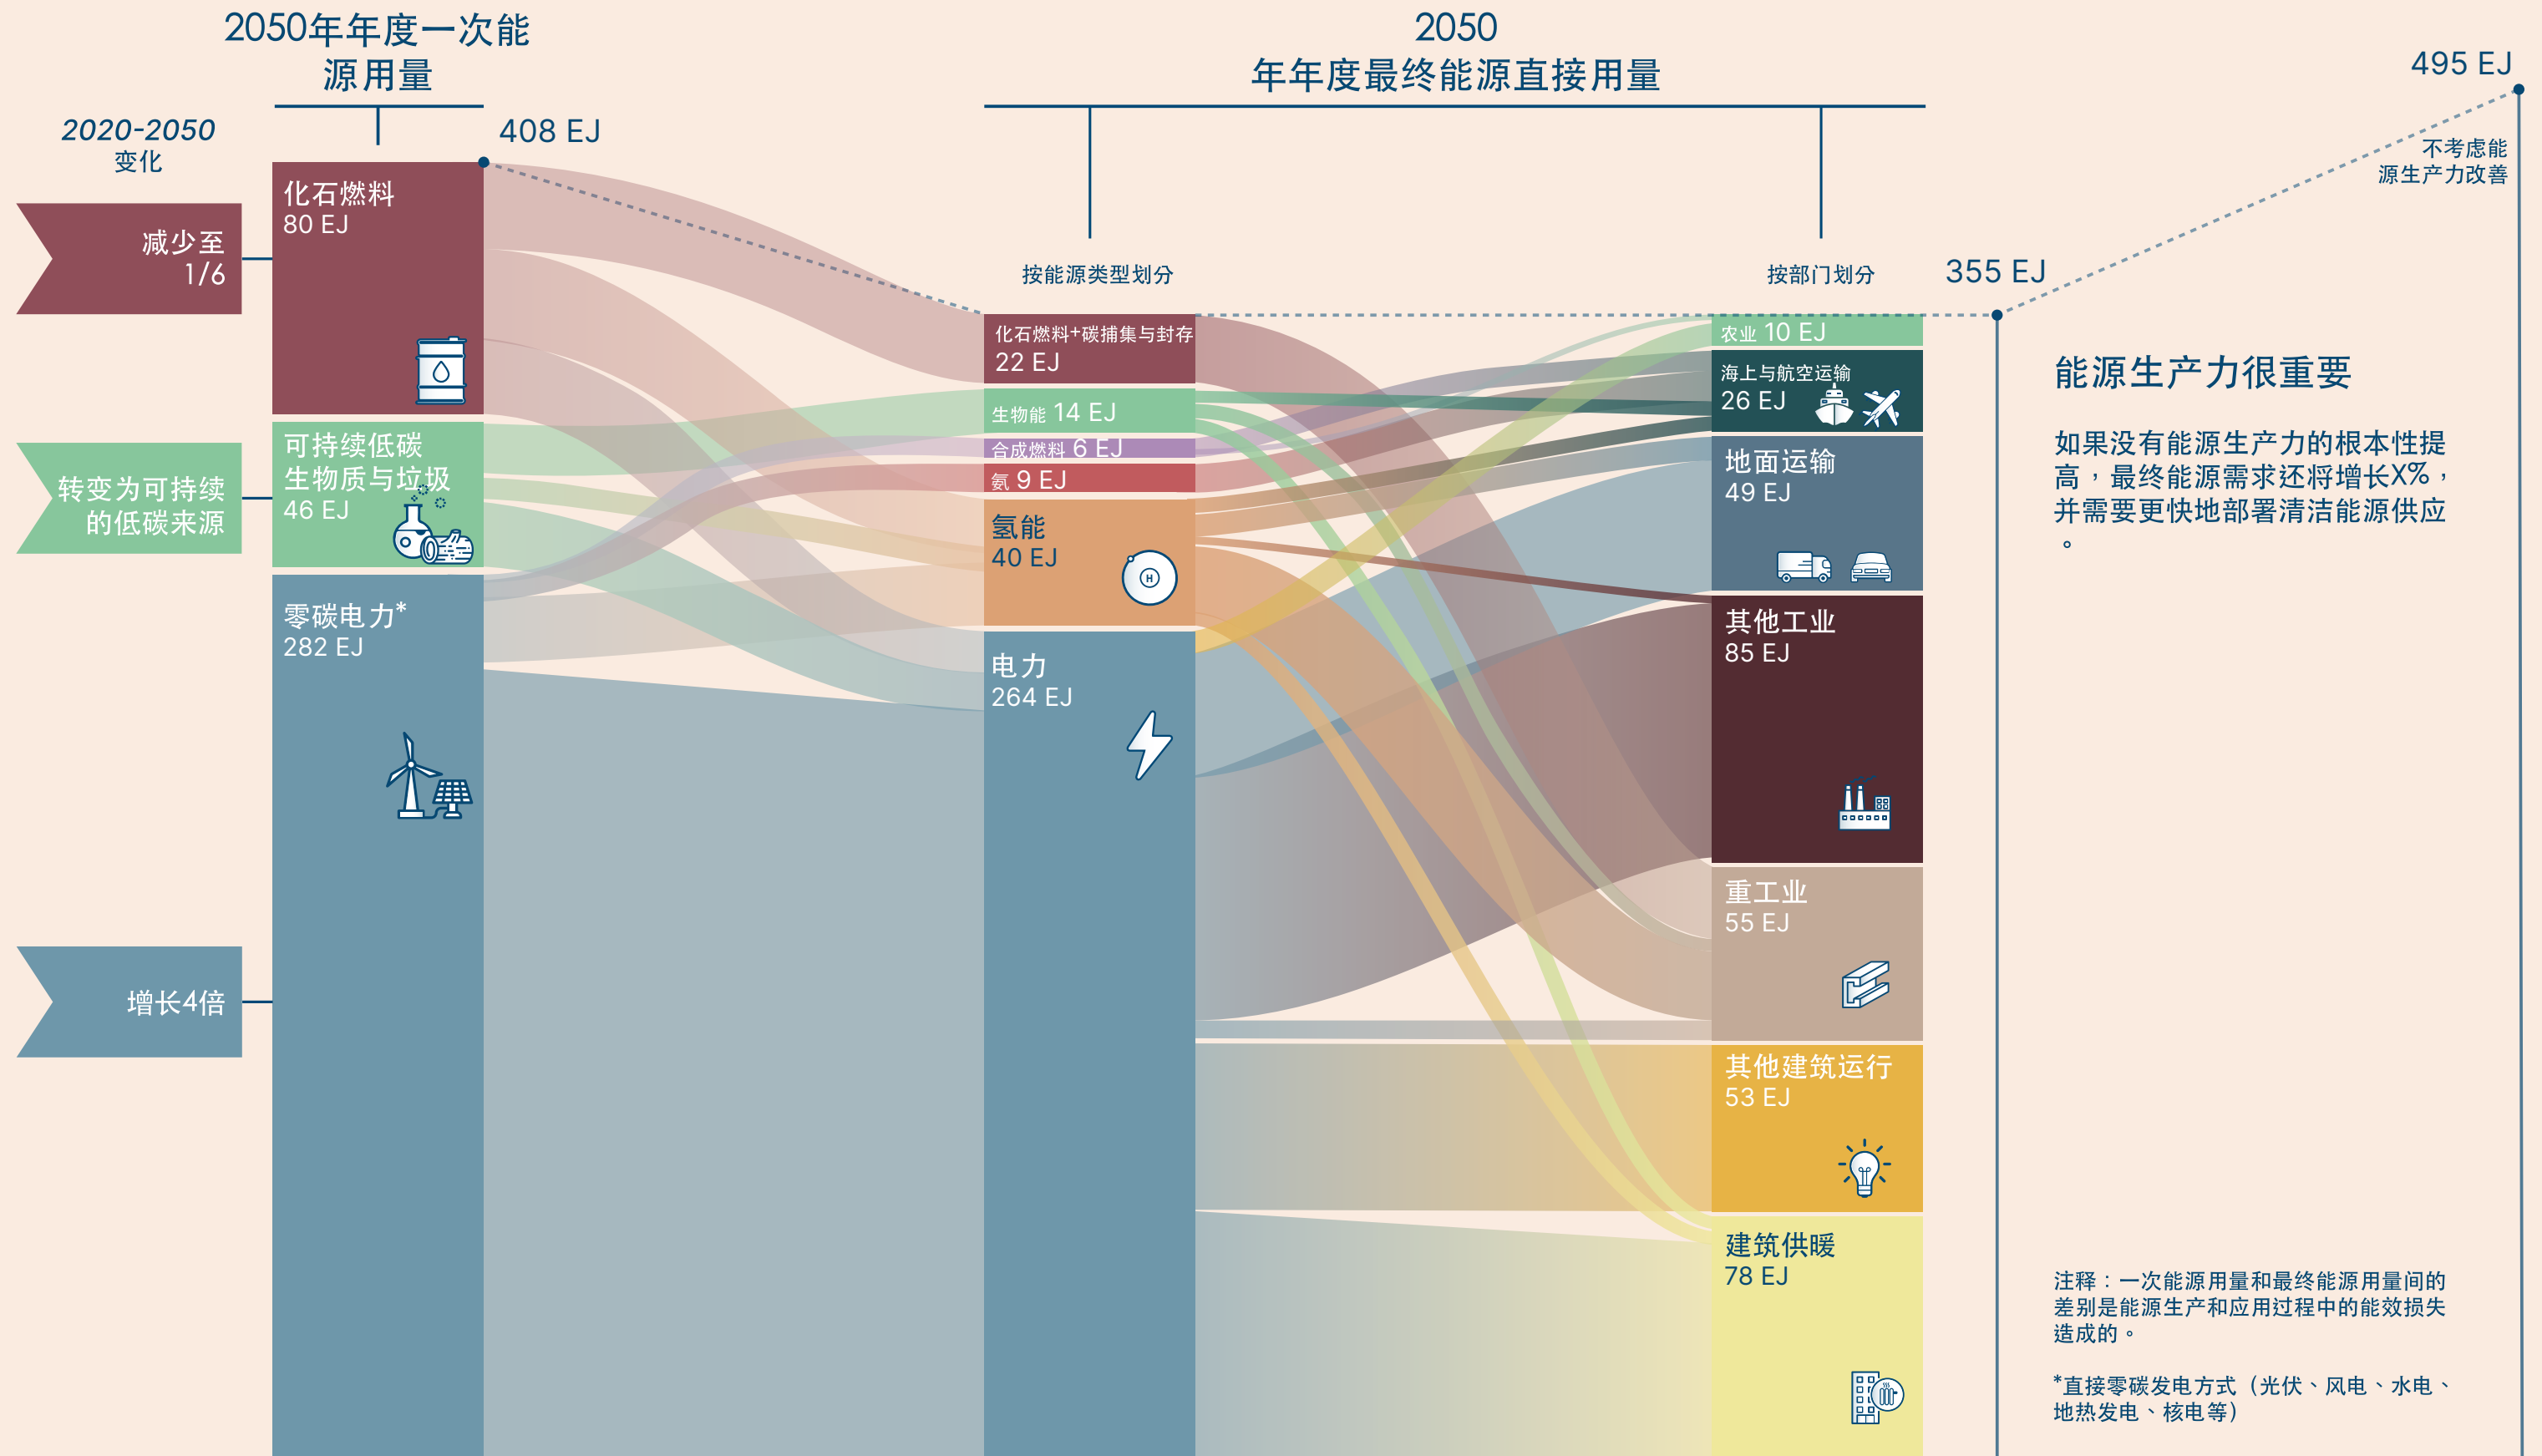 2050年年度一次能
源用量
2020-2050
变化
408 EJ
减少至
1/6
转变为可持续
的低碳来源
增长4倍
化石燃料
80 EJ
可持续低碳
生物质与垃圾
46 EJ
零碳电力*
282 EJ
2050
年年度最终能源直接用量
按能源类型划分
按部门划分
化石燃料+碳捕集与封存
22 EJ
生物能 14 EJ
合成燃料 6 EJ
氨 9 EJ
氢能
40 EJ
H
电力
264 EJ
农业 10 EJ
海上与航空运输
26 EJ
地面运输
49 EJ
其他工业
85 EJ
重工业
55 EJ
其他建筑运行
53 EJ
建筑供暖
78 EJ
355 EJ
495 EJ
不考虑能
源生产力改善
能源生产力很重要
如果没有能源生产力的根本性提
高，最终能源需求还将增长X%，
并需要更快地部署清洁能源供应
。
注释：一次能源用量和最终能源用量间的
差别是能源生产和应用过程中的能效损失
造成的。
*直接零碳发电方式（光伏、风电、水电、
地热发电、核电等）